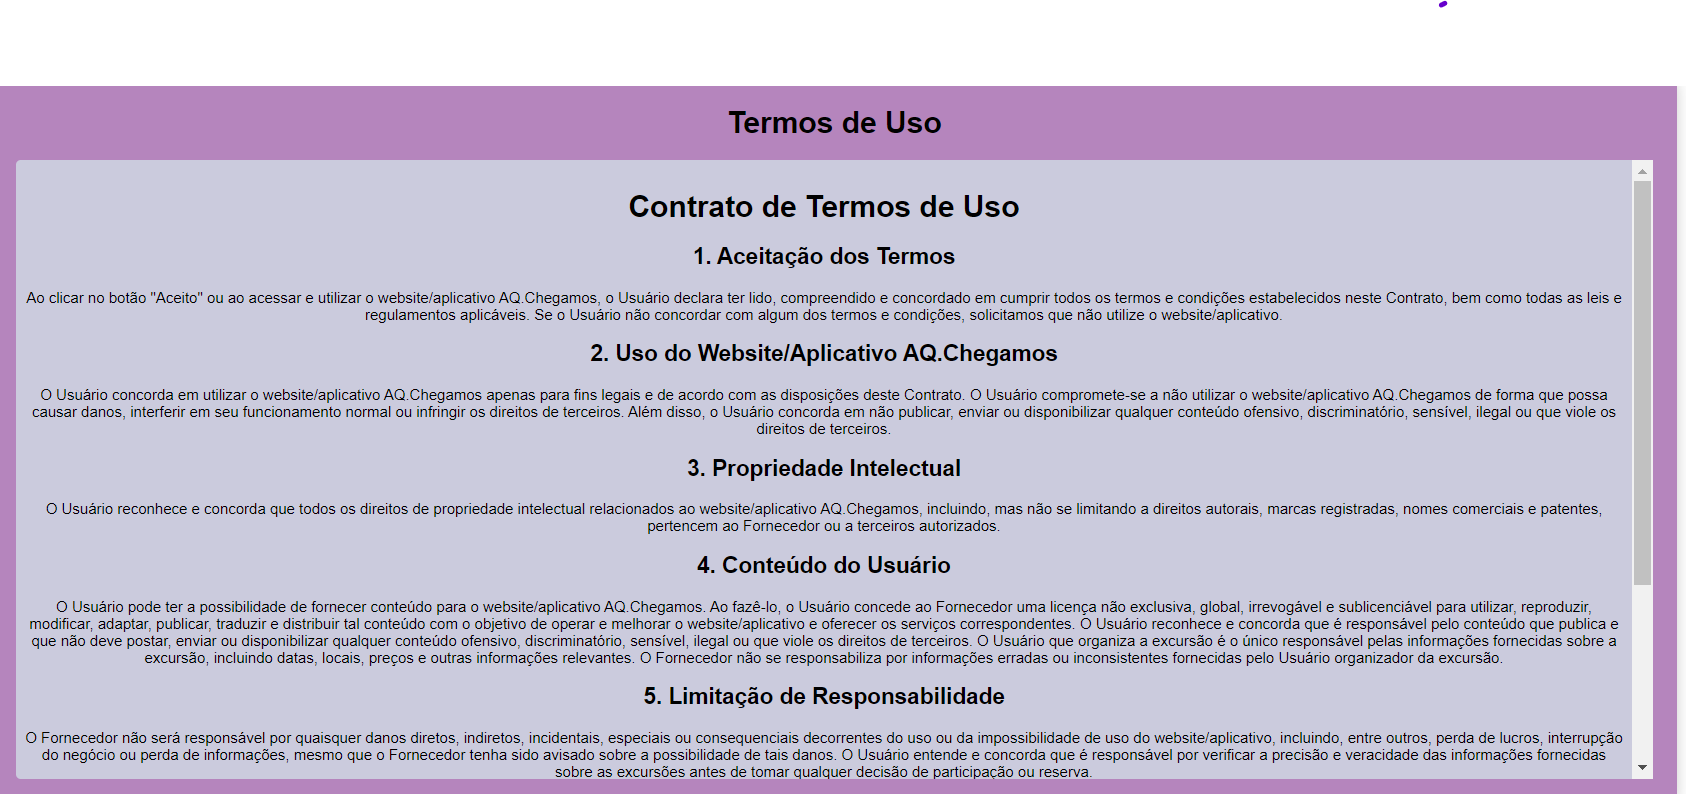 Termos de Uso
Contrato de Termos de Uso
1. Aceitação dos Termos
Ao clicar no botão "Aceito" ou ao acessar e utilizar o website/aplicativo AQ.Chegamos, o Usuário declara ter lido, compreendido e concordado em cumprir todos os termos e condições estabelecidos neste Contrato, bem como todas as leis e
regulamentos aplicáveis. Se o Usuário não concordar com algum dos termos e condições, solicitamos que não utilize o website/aplicativo.
2. Uso do Website/Aplicativo AQ.Chegamos
O Usuário concorda em utilizar o website/aplicativo AQ.Chegamos apenas para fins legais e de acordo com as disposições deste Contrato. O Usuário compromete-se a não utilizar o website/aplicativo AQ.Chegamos de forma que possa
causar danos, interferir em seu funcionamento normal ou infringir os direitos de terceiros. Além disso, o Usuário concorda em não publicar, enviar ou disponibilizar qualquer conteúdo ofensivo, discriminatório, sensível, ilegal ou que viole os
direitos de terceiros.
3. Propriedade Intelectual
O Usuário reconhece e concorda que todos os direitos de propriedade intelectual relacionados ao website/aplicativo AQ.Chegamos, incluindo, mas não se limitando a direitos autorais, marcas registradas, nomes comerciais e patentes,
pertencem ao Fornecedor ou a terceiros autorizados.
4. Conteúdo do Usuário
O Usuário pode ter a possibilidade de fornecer conteúdo para o website/aplicativo AQ.Chegamos. Ao fazê-lo, o Usuário concede ao Fornecedor uma licença não exclusiva, global, irrevogável e sublicenciável para utilizar, reproduzir,
modificar, adaptar, publicar, traduzir e distribuir tal conteúdo com o objetivo de operar e melhorar o website/aplicativo e oferecer os serviços correspondentes. O Usuário reconhece e concorda que é responsável pelo conteúdo que publica e
que não deve postar, enviar ou disponibilizar qualquer conteúdo ofensivo, discriminatório, sensível, ilegal ou que viole os direitos de terceiros. O Usuário que organiza a excursão é o único responsável pelas informações fornecidas sobre a
excursão, incluindo datas, locais, preços e outras informações relevantes. O Fornecedor não se responsabiliza por informações erradas ou inconsistentes fornecidas pelo Usuário organizador da excursão.
5. Limitação de Responsabilidade
O Fornecedor não será responsável por quaisquer danos diretos, indiretos, incidentais, especiais ou consequenciais decorrentes do uso ou da impossibilidade de uso do website/aplicativo, incluindo, entre outros, perda de lucros, interrupção
do negócio ou perda de informações, mesmo que o Fornecedor tenha sido avisado sobre a possibilidade de tais danos. O Usuário entende e concorda que é responsável por verificar a precisão e veracidade das informações fornecidas
sobre as excursões antes de tomar qualquer decisão de participação ou reserva.